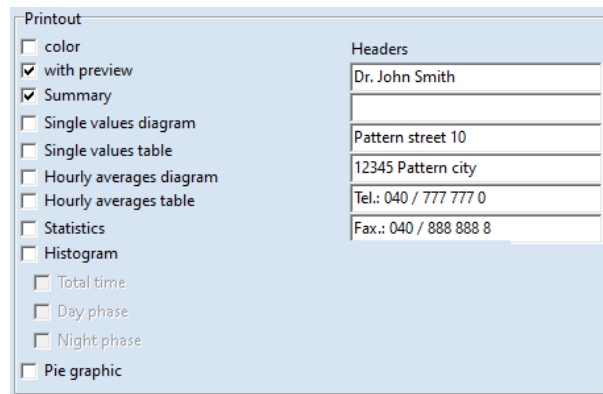 Printout
color
with preview
Summary
Single values diagram
Single values table
Hourly averages diagram
Hourly averages table
Statistics
Histogram
Total time
Day phase
Night phase
Pie graphic
Headers
Dr. John Smith
Pattern street 10
12345 Pattern city
Tel.: 040 / 777 777 0
Fax.: 040 / 888 888 8